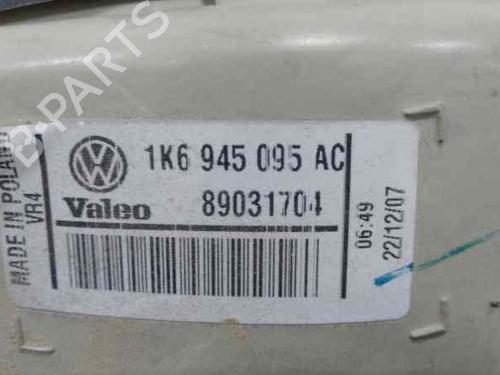 MADE IN POLAND
VR4
1K6 945 095 AC
Valeo 89031704
06:49
22/12/07
B-PARTS